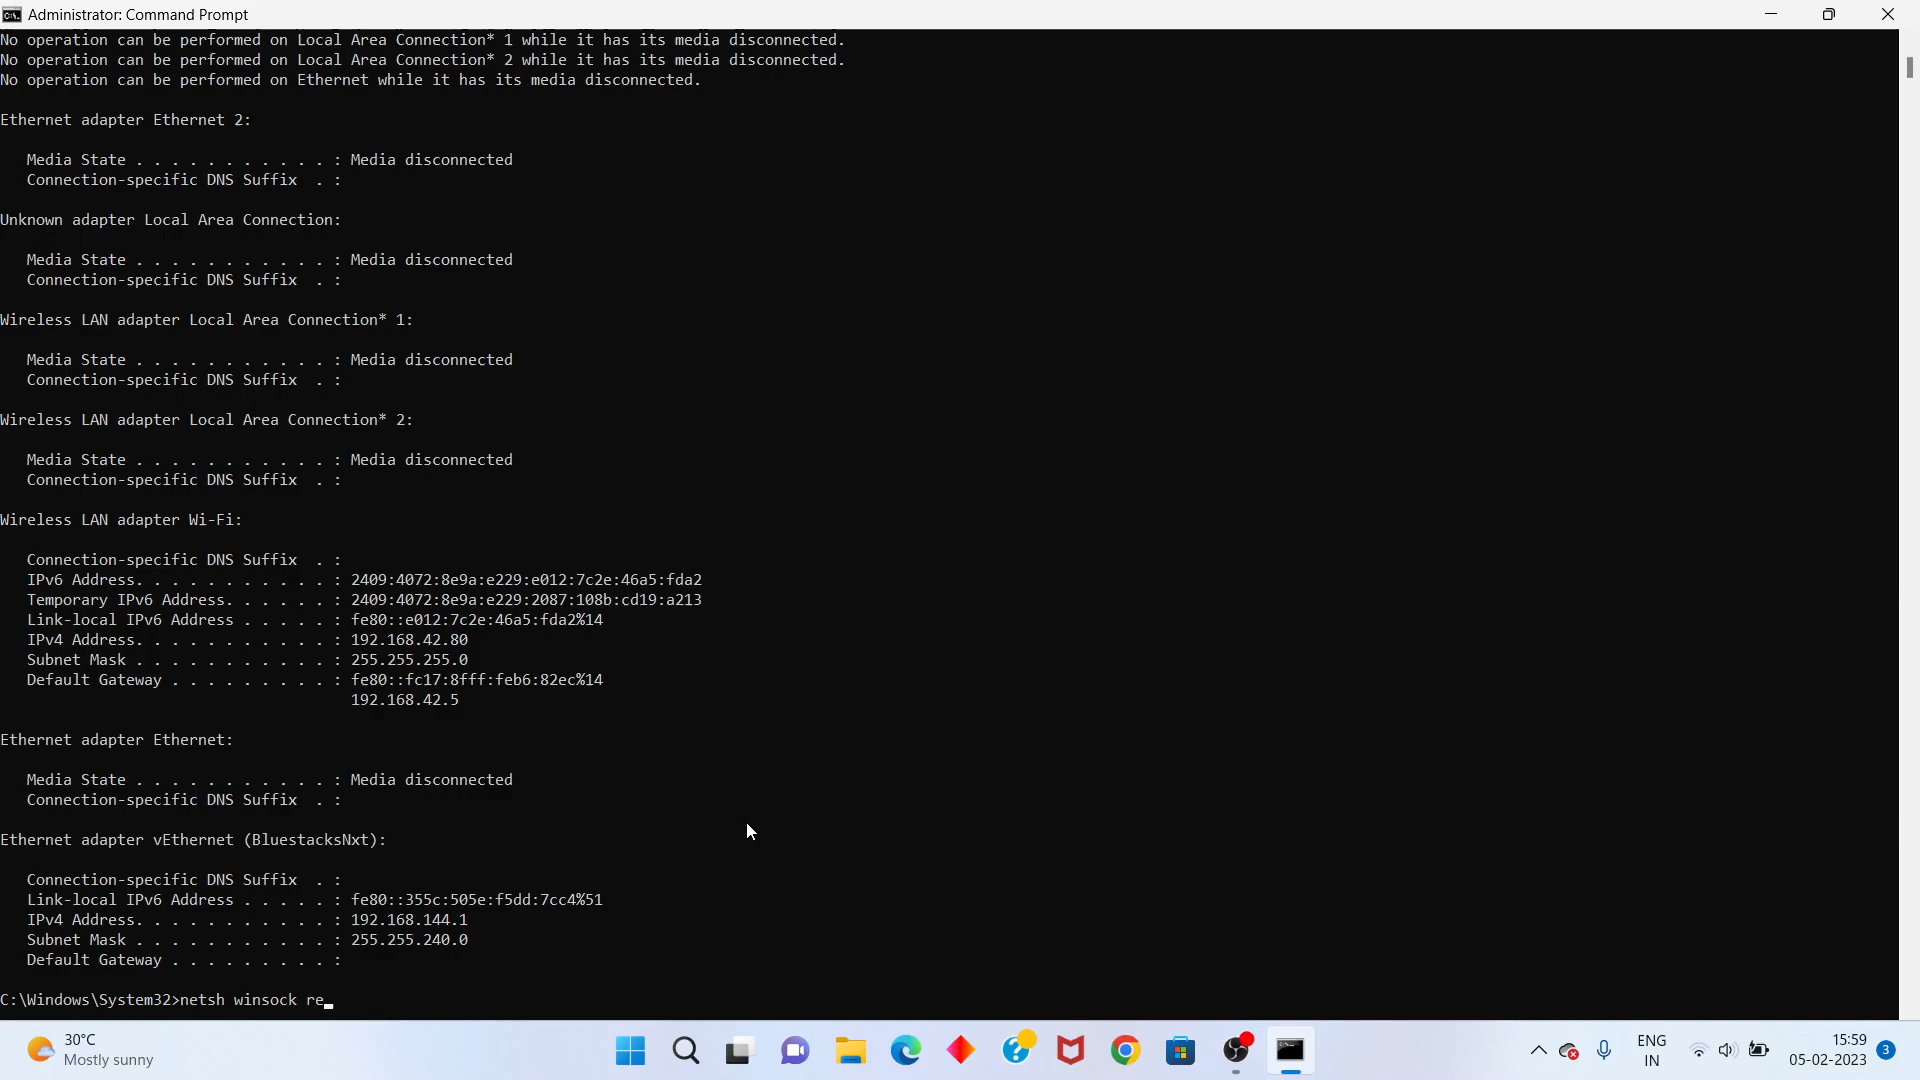 Administrator: Command Prompt
No operation can be performed on Local Area Connection* 1 while it has its media disconnected.
No operation can be performed on Local Area Connection* 2 while it has its media disconnected.
No operation can be performed on Ethernet while it has its media disconnected.
Ethernet adapter Ethernet 2:
Media State . . . . . . . . . . . : Media disconnected
Connection-specific DNS Suffix  . :
Unknown adapter Local Area Connection:
Media State . . . . . . . . . . . : Media disconnected
Connection-specific DNS Suffix  . :
Wireless LAN adapter Local Area Connection* 1:
Media State . . . . . . . . . . . : Media disconnected
Connection-specific DNS Suffix  . :
Wireless LAN adapter Local Area Connection* 2:
Media State . . . . . . . . . . . : Media disconnected
Connection-specific DNS Suffix  . :
Wireless LAN adapter Wi-Fi:
Connection-specific DNS Suffix  . :
IPv6 Address. . . . . . . . . . . : 2409:4072:8e9a:e229:e012:7c2e:46a5:fda2
Temporary IPv6 Address. . . . . . : 2409:4072:8e9a:e229:2087:108b:cd19:a213
Link-local IPv6 Address . . . . . : fe80::e012:7c2e:46a5:fda2%14
IPv4 Address. . . . . . . . . . . : 192.168.42.80
Subnet Mask . . . . . . . . . . . : 255.255.255.0
Default Gateway . . . . . . . . . : fe80::fc17:8fff:feb6:82ec%14
192.168.42.5
Ethernet adapter Ethernet:
Media State . . . . . . . . . . . : Media disconnected
Connection-specific DNS Suffix  . :
Ethernet adapter vEthernet (BluestacksNxt):
Connection-specific DNS Suffix  . :
Link-local IPv6 Address . . . . . : fe80::355c:505e:f5dd:7cc4%51
IPv4 Address. . . . . . . . . . . : 192.168.144.1
Subnet Mask . . . . . . . . . . . : 255.255.240.0
Default Gateway . . . . . . . . . :
C:\Windows\System32>netsh winsock re_
30°C
Mostly sunny
ENG
IN
15:59
05-02-2023
3